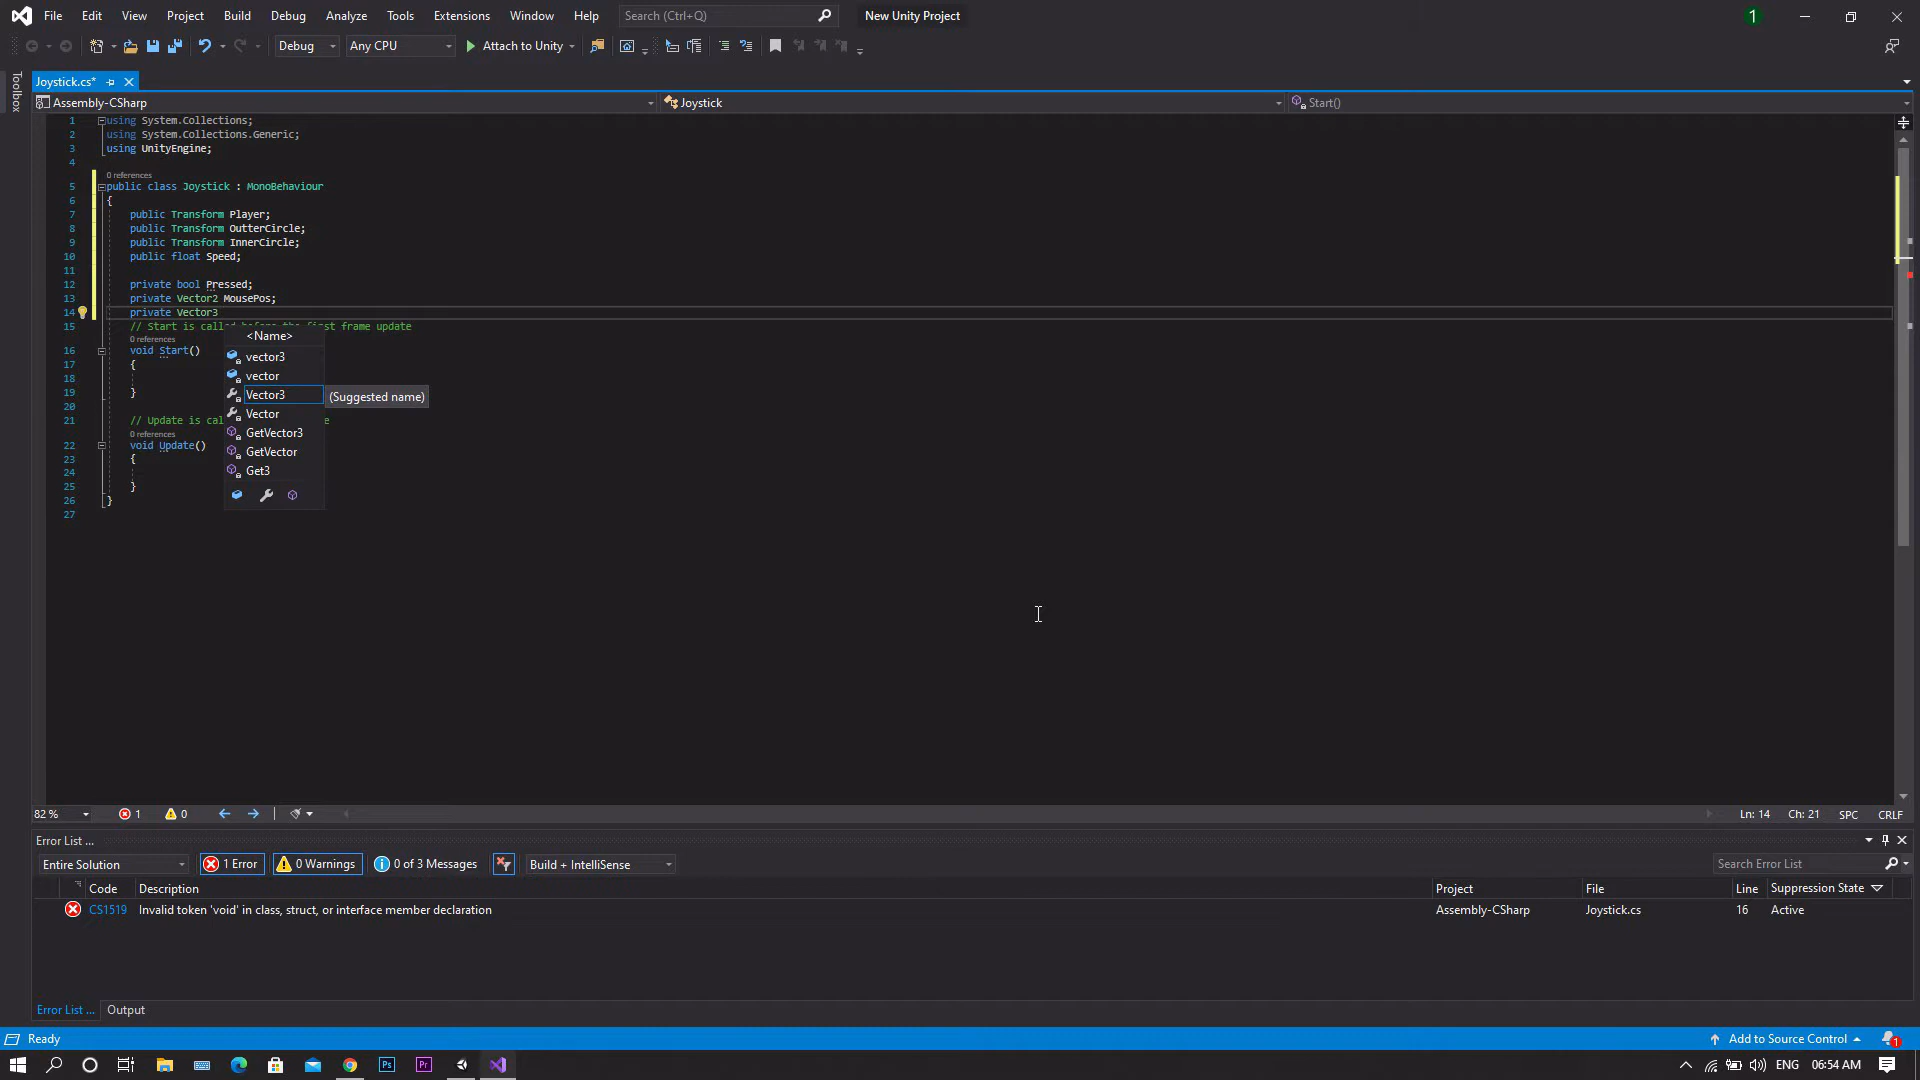 File Edit View Project Build Debug Analyze Tools Extensions Window Help Search (Ctrl+Q) New Unity Project 1
Debug Any CPU Attach to Unity
Toolbox
Joystick.cs*
Assembly-CSharp Joystick Start()
1 using System.Collections;
2 using System.Collections.Generic;
3 using UnityEngine;
4
0 references
5 public class Joystick : MonoBehaviour
6 {
7 public Transform Player;
8 public Transform OutterCircle;
9 public Transform InnerCircle;
10 public float Speed;
11
12 private bool Pressed;
13 private Vector2 MousePos;
14 private Vector3
15 // Start is called before the first frame update
0 references
16 void Start()
17 {
18
19 }
20
21 // Update is cal e
0 references
22 void Update()
23 {
24
25 }
26 }
27
<Name>
vector3
vector
Vector3 (Suggested name)
Vector
GetVector3
GetVector
Get3
82 % 1 0 Ln: 14 Ch: 21 SPC CRLF
Error List ...
Entire Solution 1 Error 0 Warnings 0 of 3 Messages Build + IntelliSense Search Error List
Code Description Project File Line Suppression State
CS1519 Invalid token 'void' in class, struct, or interface member declaration Assembly-CSharp Joystick.cs 16 Active
Error List ... Output
Ready Add to Source Control 1
Ps Pr ENG 06:54 AM